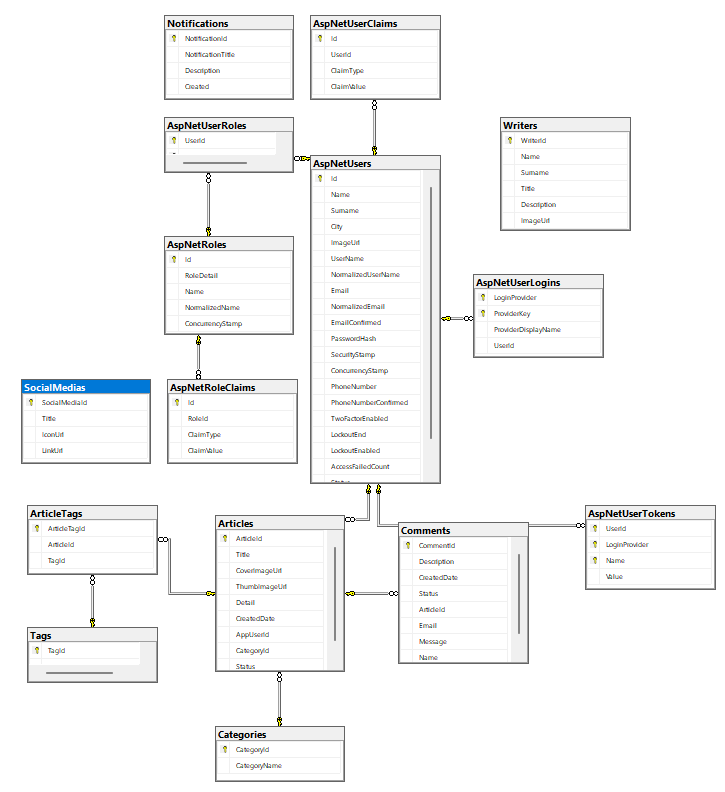 Notifications
NotificationId
NotificationTitle
Description
Created
AspNetUserClaims
Id
UserId
ClaimType
ClaimValue
AspNetUserRoles
UserId
Writers
WriterId
Name
Surname
Title
Description
ImageUrl
AspNetUsers
Id
Name
Surname
City
ImageUrl
UserName
NormalizedUserName
Email
NormalizedEmail
EmailConfirmed
PasswordHash
SecurityStamp
ConcurrencyStamp
PhoneNumber
PhoneNumberConfirmed
TwoFactorEnabled
LockoutEnd
LockoutEnabled
AccessFailedCount
Status
AspNetRoles
Id
RoleDetail
Name
NormalizedName
ConcurrencyStamp
AspNetUserLogins
LoginProvider
ProviderKey
ProviderDisplayName
UserId
SocialMedias
SocialMediaId
Title
IconUrl
LinkUrl
AspNetRoleClaims
Id
RoleId
ClaimType
ClaimValue
ArticleTags
ArticleTagId
ArticleId
TagId
Articles
ArticleId
Title
CoverImageUrl
ThumbImageUrl
Detail
CreatedDate
AppUserId
CategoryId
Status
Comments
CommentId
Description
CreatedDate
Status
ArticleId
Email
Message
Name
AspNetUserTokens
UserId
LoginProvider
Name
Value
Tags
TagId
Categories
CategoryId
CategoryName